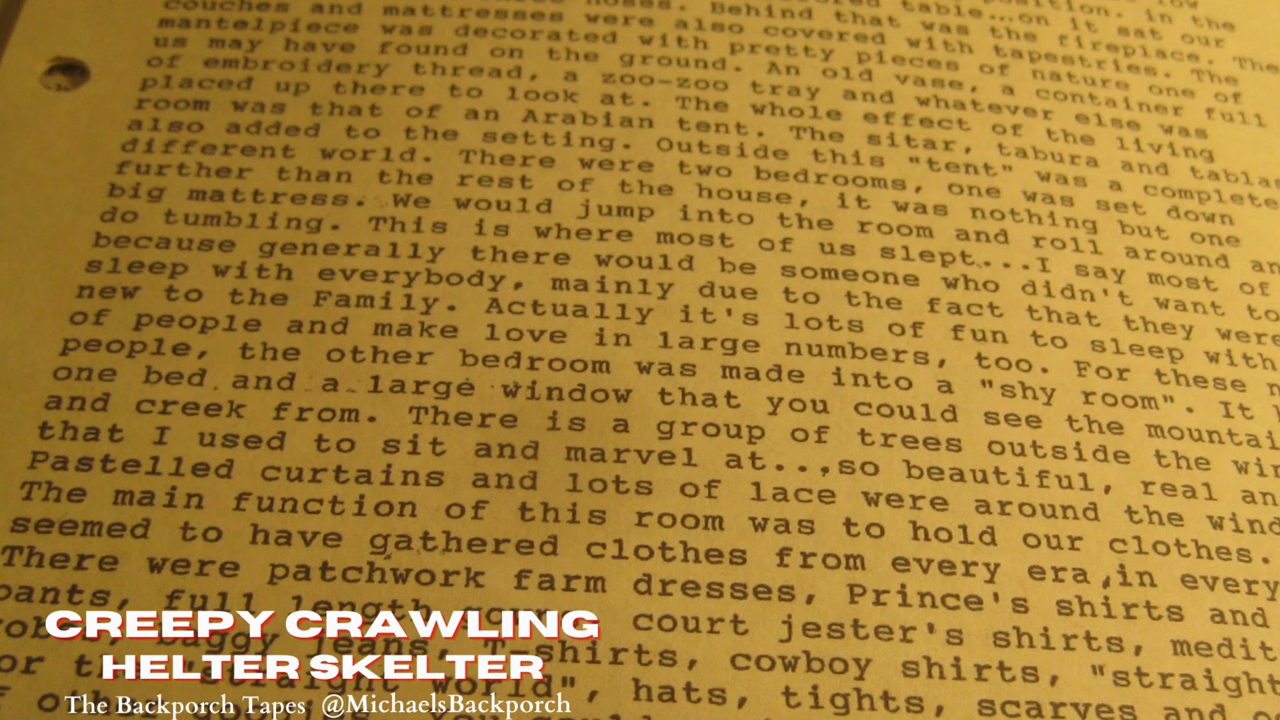 low
position. in the
couches and mattresses were also covered with tapestries. The
mantelpiece was decorated with pretty pieces of nature one of
us may have found on the ground. An old vase, a container full
of embroidery thread, a zoo-zoo tray and whatever else was
placed up there to look at. The whole effect of the living
room was that of an Arabian tent. The sitar, tabura and tablas
also added to the setting. Outside this "tent" was a complete
different world. There were two bedrooms, one was set down
further than the rest of the house, it was nothing but one
big mattress. We would jump into the room and roll around an
do tumbling. This is where most of us slept...I say most of
because generally there would be someone who didn't want to
sleep with everybody, mainly due to the fact that they were
new to the Family. Actually it's lots of fun to sleep with
of people and make love in large numbers, too. For these n
people, the other bedroom was made into a "shy room". It
one bed and a large window that you could see the mountai
and creek from. There is a group of trees outside the win
that I used to sit and marvel at...so beautiful, real an
Pastelled curtains and lots of lace were around the wind
The main function of this room was to hold our clothes.
seemed to have gathered clothes from every era, in every
There were patchwork farm dresses, Prince's shirts and
pants, full length court jester's shirts, medit
robe baggy jeans, T-shirts, cowboy shirts, "straight
or th "straight world", hats, tights, scarves and
CREEPY CRAWLING
HELTER SKELTER
The Backporch Tapes @MichaelsBackporch